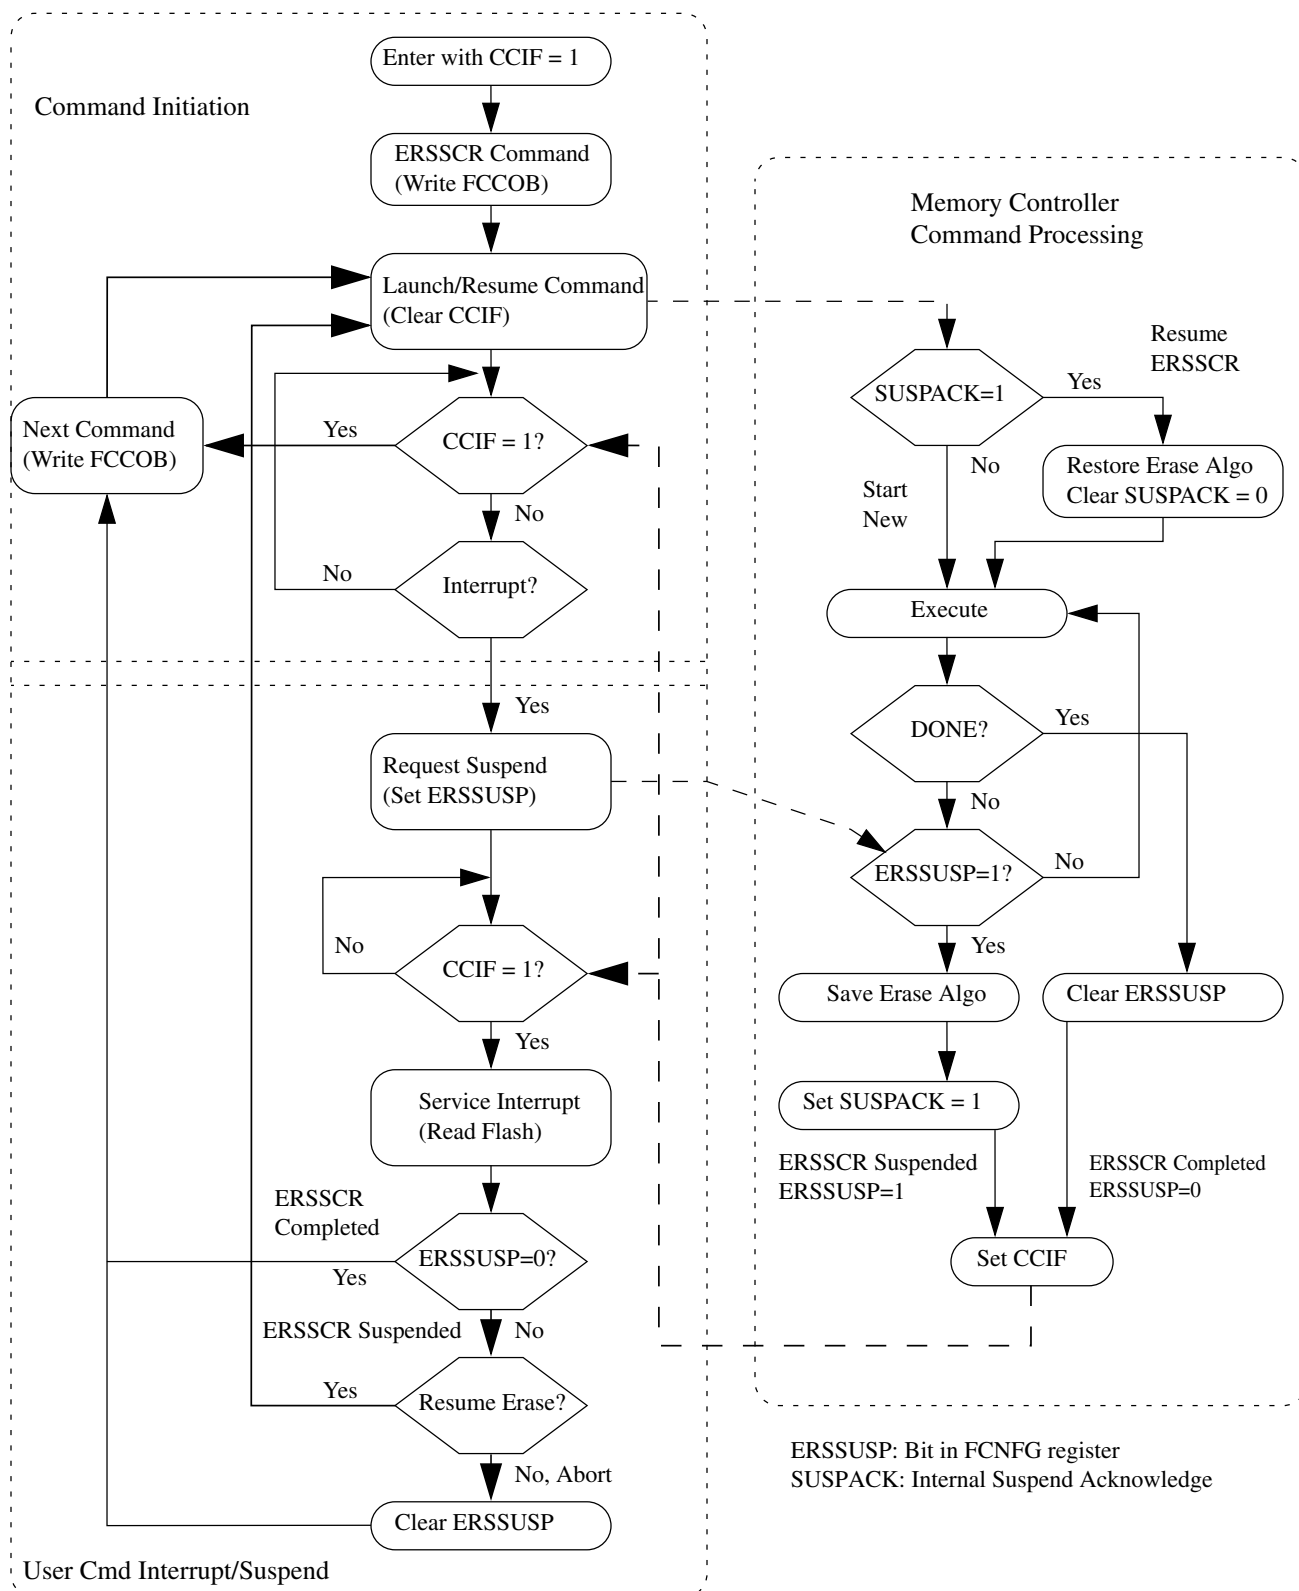 Enter with CCIF = 1
Command Initiation
ERSSCR Command
(Write FCCOB)
Memory Controller
Command Processing
Launch/Resume Command
(Clear CCIF)
Resume
ERSSCR
SUSPACK=1
Yes
No
Start
New
Restore Erase Algo
Clear SUSPACK = 0
Next Command
(Write FCCOB)
Yes
CCIF = 1?
No
No
Interrupt?
Execute
Yes
DONE?
Yes
No
Request Suspend
(Set ERSSUSP)
ERSSUSP=1?
No
Yes
No
CCIF = 1?
Yes
Save Erase Algo
Clear ERSSUSP
Set SUSPACK = 1
Service Interrupt
(Read Flash)
ERSSCR Suspended
ERSSUSP=1
ERSSCR Completed
ERSSUSP=0
ERSSCR
Completed
ERSSUSP=0?
Yes
Set CCIF
ERSSCR Suspended
No
Yes
Resume Erase?
No, Abort
Clear ERSSUSP
ERSSUSP: Bit in FCNFG register
SUSPACK: Internal Suspend Acknowledge
User Cmd Interrupt/Suspend